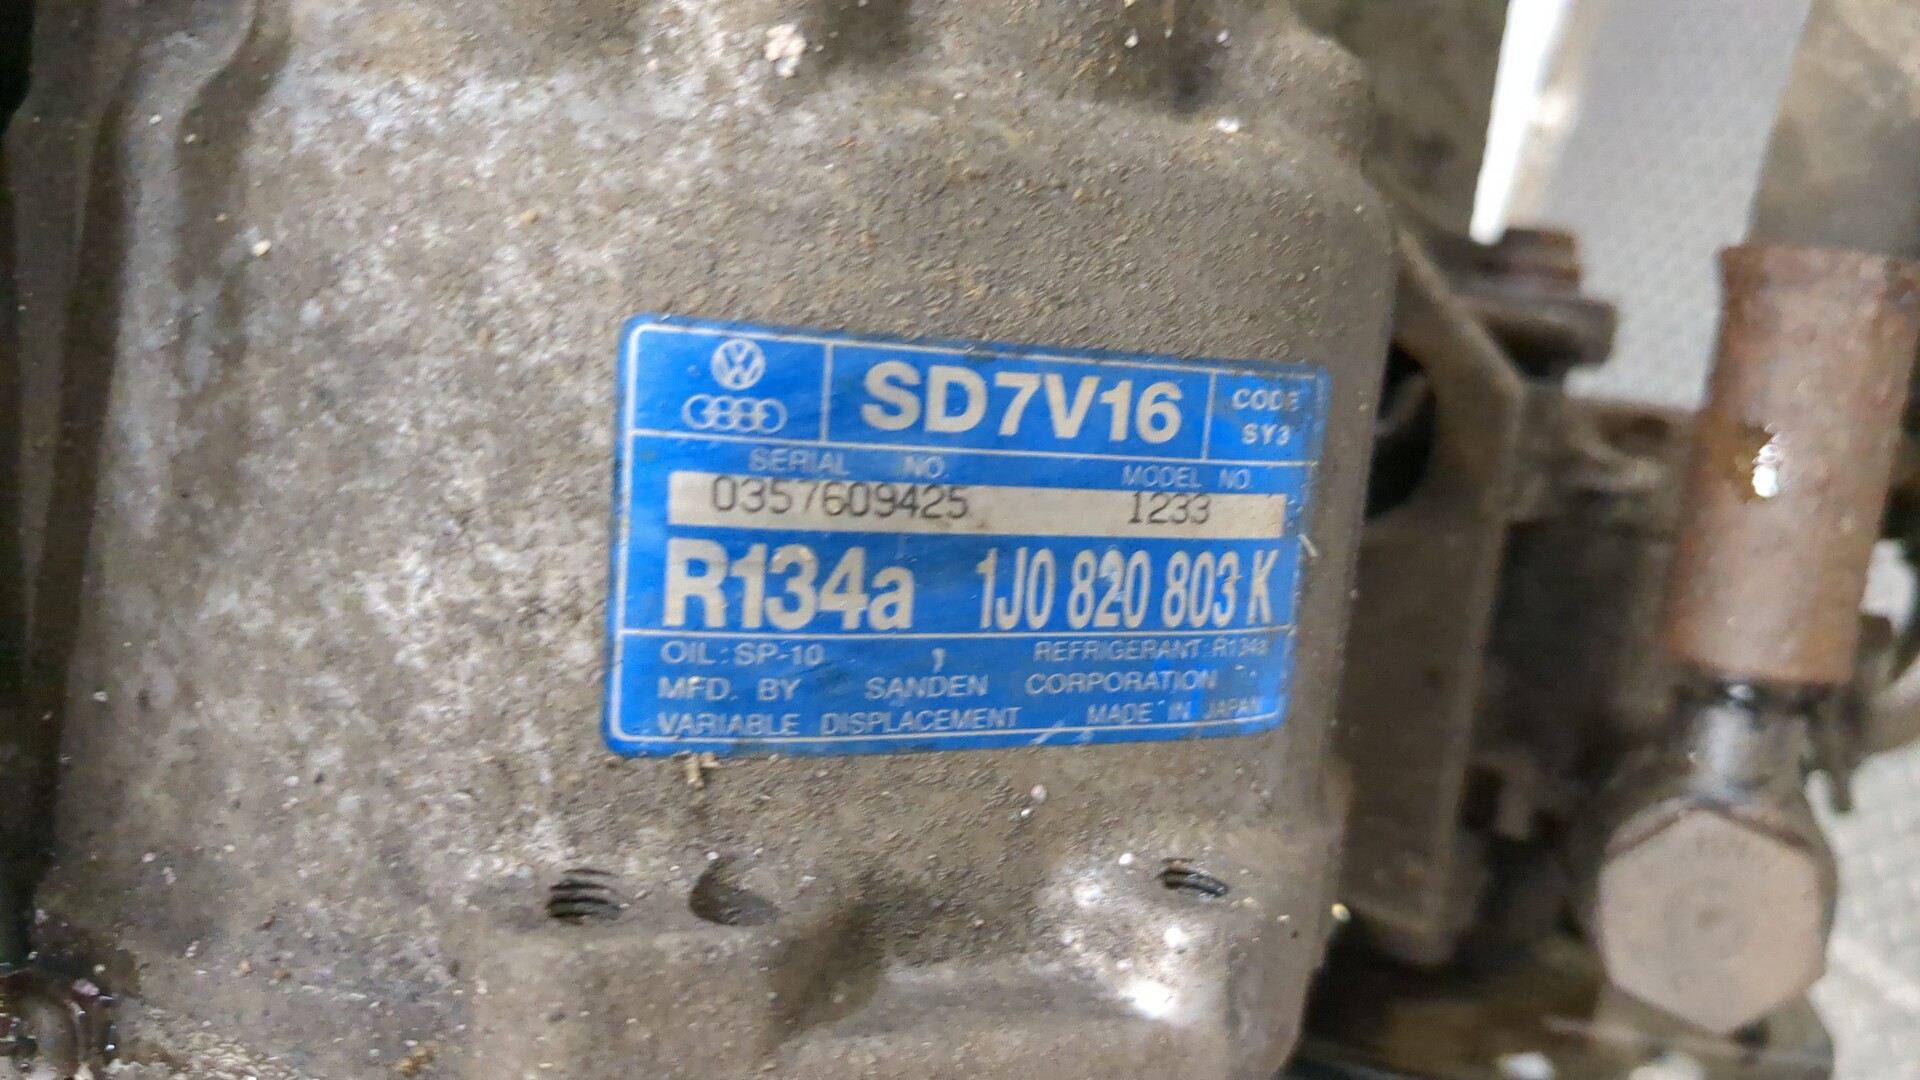 SD7V16
CODE
SY3
SERIAL NO.
MODEL NO.
0357609425
1233
R134a
1J0 820 803 K
OIL: SP-10
REFRIGERANT: R134a
MFD. BY SANDEN CORPORATION
VARIABLE DISPLACEMENT
MADE IN JAPAN